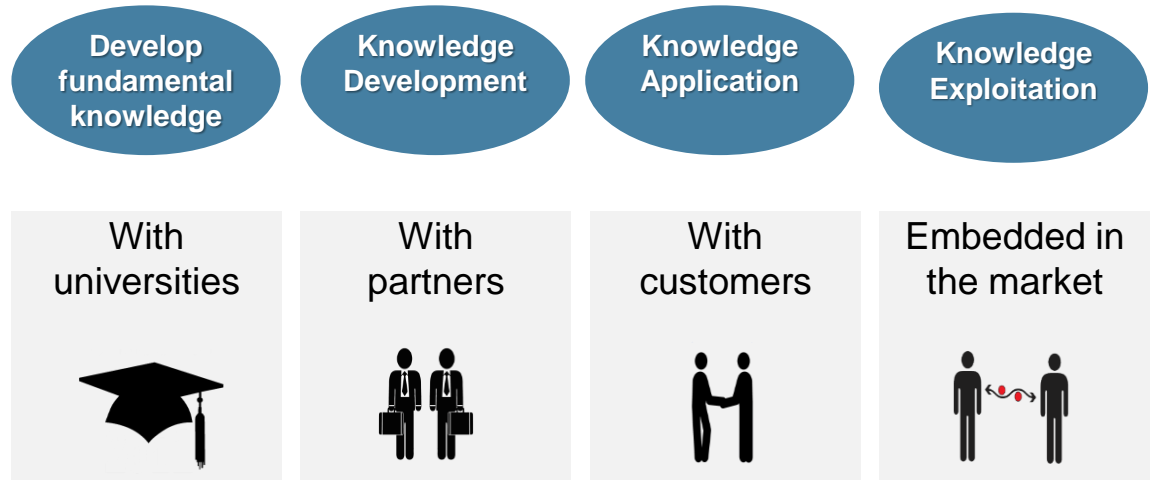 Develop
fundamental
knowledge
Knowledge
Development
Knowledge
Application
Knowledge
Exploitation
With
universities
With
partners
With
customers
Embedded in
the market